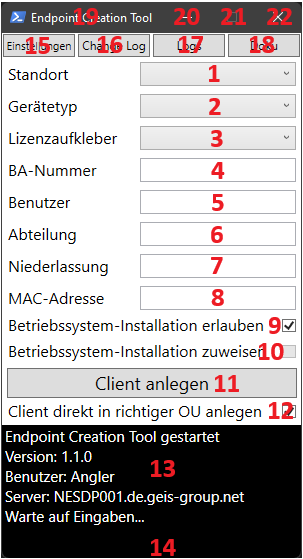 Endpoint Creation Tool 19 20 21 22
Einstellungen Change Log Logs Doku
15 16 17 18
Standort 1
Gerätetyp 2
Lizenzaufkleber 3
BA-Nummer 4
Benutzer 5
Abteilung 6
Niederlassung 7
MAC-Adresse 8
Betriebssystem-Installation erlauben 9
Betriebssystem-Installation zuweisen 10
Client anlegen 11
Client direkt in richtiger OU anlegen 12
Endpoint Creation Tool gestartet
Version: 1.1.0
Benutzer: Angler 13
Server: NESDP001.de.geis-group.net
Warte auf Eingaben...
14